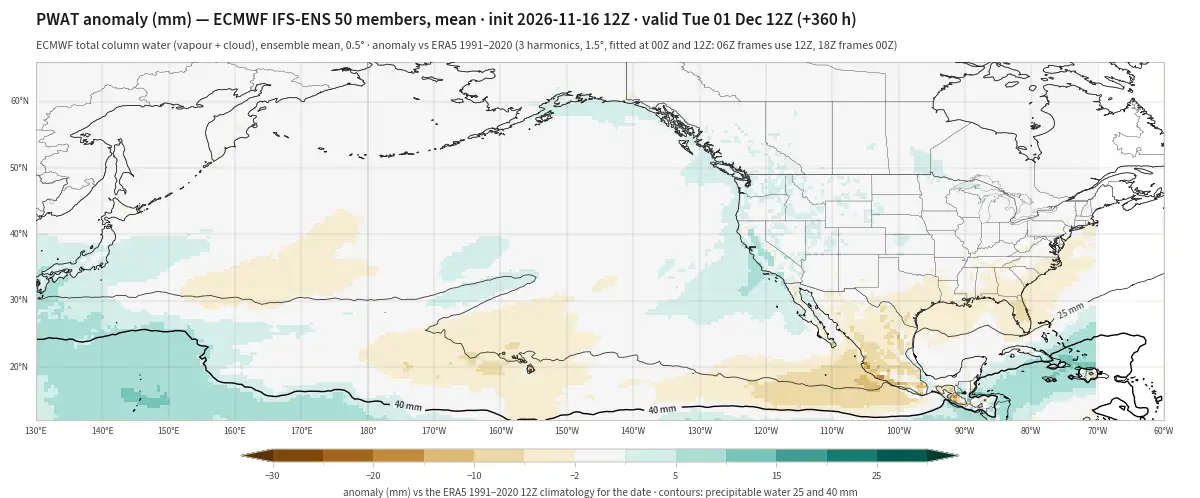 PWAT anomaly (mm) — ECMWF IFS-ENS 50 members, mean · init 2026-11-16 12Z · valid Tue 01 Dec 12Z (+360 h)
ECMWF total column water (vapour + cloud), ensemble mean, 0.5° · anomaly vs ERA5 1991–2020 (3 harmonics, 1.5°, fitted at 00Z and 12Z: 06Z frames use 12Z, 18Z frames 00Z)
60°N
50°N
40°N
30°N
20°N
25 mm
40 mm
40 mm
130°E 140°E 150°E 160°E 170°E 180° 170°W 160°W 150°W 140°W 130°W 120°W 110°W 100°W 90°W 80°W 70°W 60°W
−30 −20 −10 −2 5 15 25
anomaly (mm) vs the ERA5 1991–2020 12Z climatology for the date · contours: precipitable water 25 and 40 mm